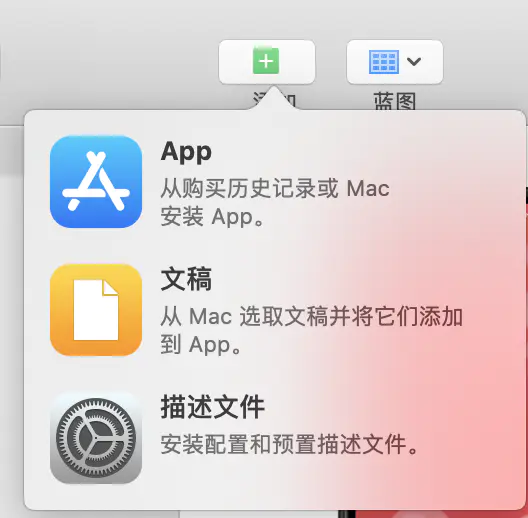 添加
蓝图
App
从购买历史记录或 Mac
安装 App。
文稿
从 Mac 选取文稿并将它们添加
到 App。
描述文件
安装配置和预置描述文件。